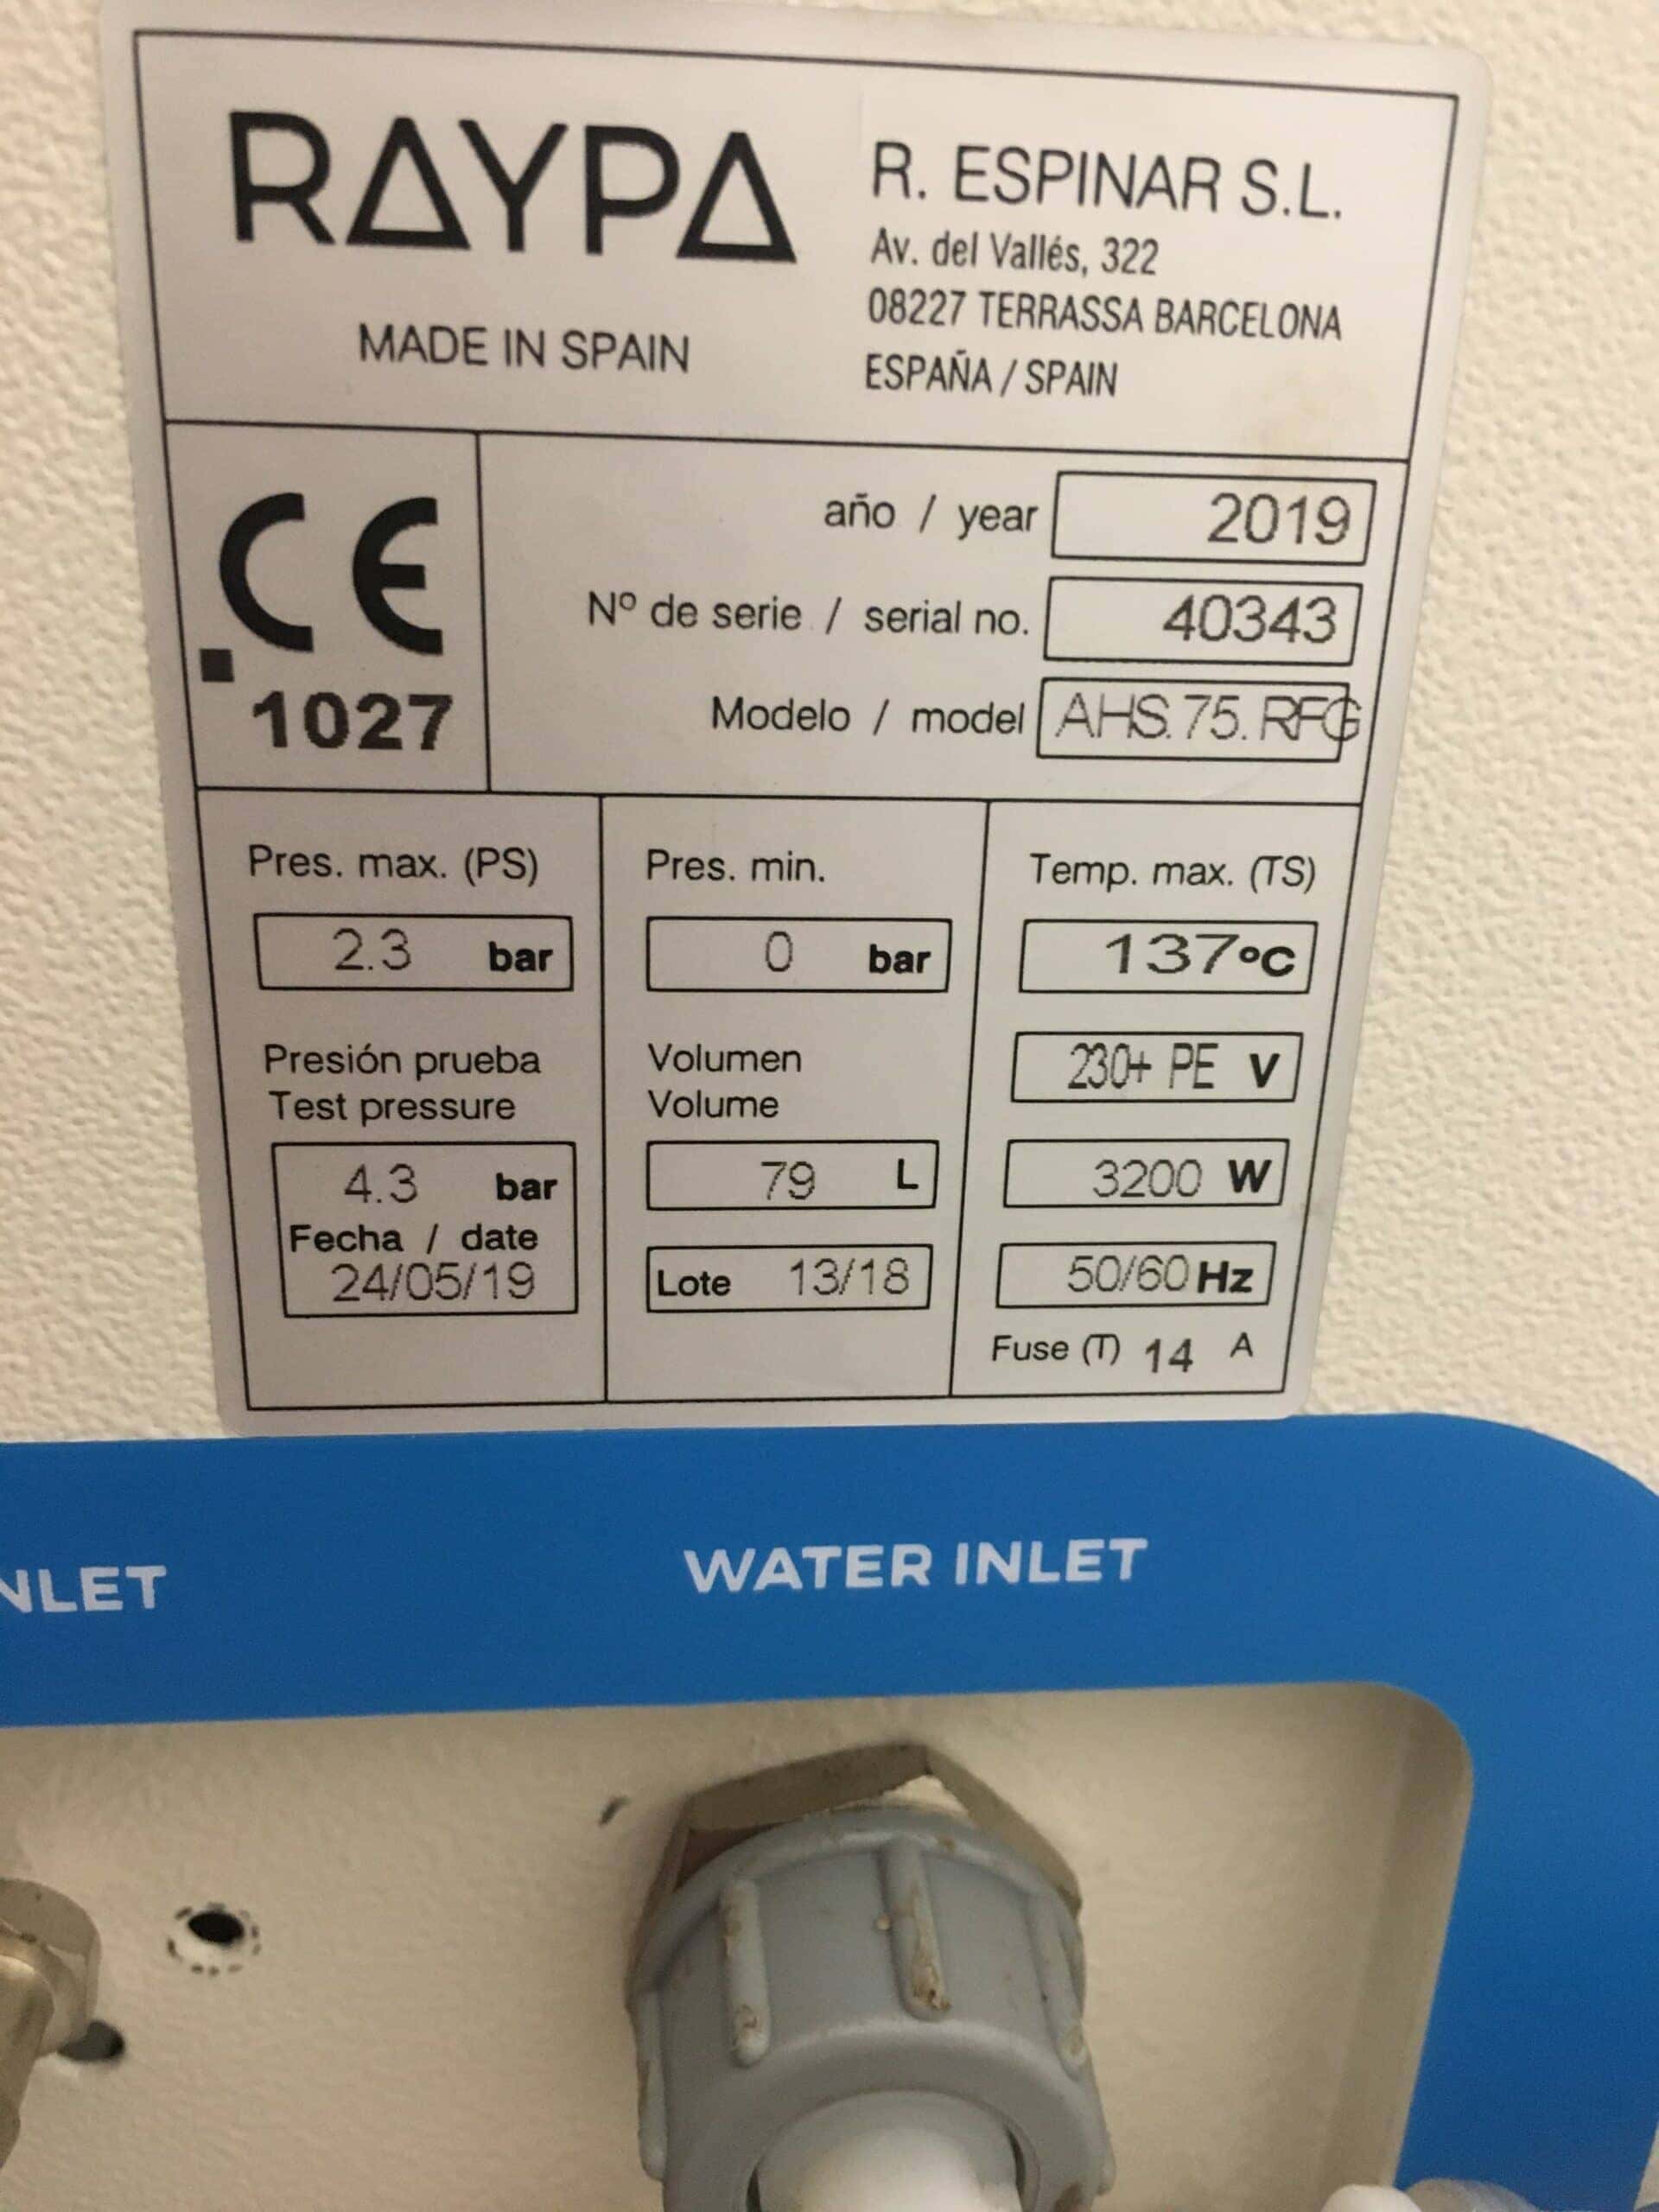 RAYPA
MADE IN SPAIN
R. ESPINAR S.L.
Av. del Vallés, 322
08227 TERRASSA BARCELONA
ESPAÑA / SPAIN
CE
1027
año / year 2019
Nº de serie / serial no. 40343
Modelo / model AHS.75.RFG
Pres. max. (PS)
2.3 bar
Presión prueba
Test pressure
4.3 bar
Fecha / date
24/05/19
Pres. min.
0 bar
Volumen
Volume
79 L
Lote 13/18
Temp. max. (TS)
137°C
230+ PE V
3200 W
50/60 Hz
Fuse (T) 14 A
NLET
WATER INLET